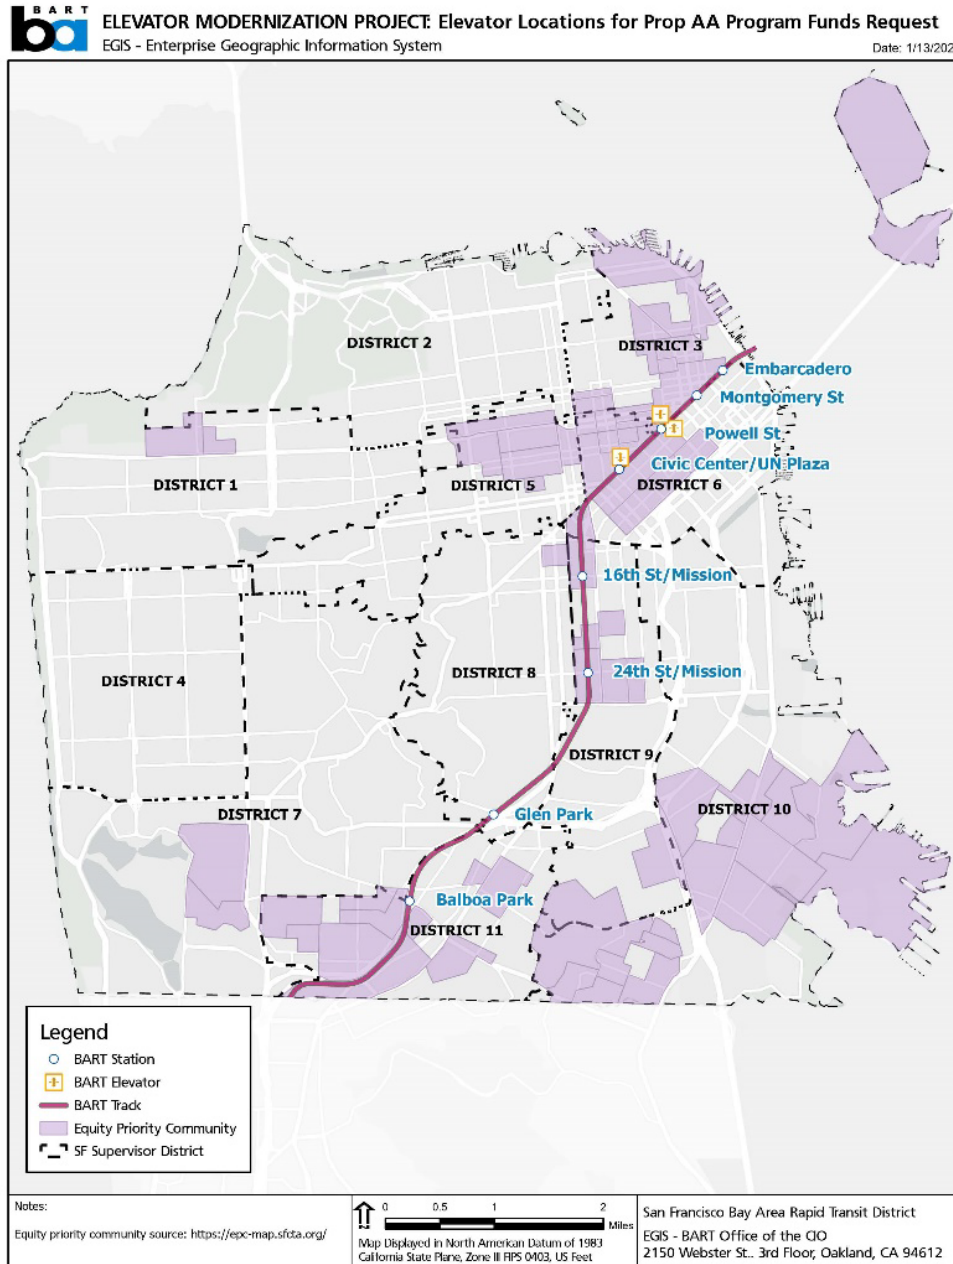 BART
ba
ELEVATOR MODERNIZATION PROJECT: Elevator Locations for Prop AA Program Funds Request
EGIS - Enterprise Geographic Information System
Date: 1/13/202
DISTRICT 2
DISTRICT 3
Embarcadero
Montgomery St
Powell St
Civic Center/UN Plaza
DISTRICT 1
DISTRICT 5
DISTRICT 6
16th St/Mission
24th St/Mission
DISTRICT 4
DISTRICT 8
DISTRICT 9
DISTRICT 7
DISTRICT 10
Glen Park
Balboa Park
DISTRICT 11
Legend
BART Station
BART Elevator
BART Track
Equity Priority Community
SF Supervisor District
Notes:
Equity priority community source: https://epc-map.sfcta.org/
0 0.5 1 2
Miles
Map Displayed in North American Datum of 1983
California State Plane, Zone III FIPS 0403, US Feet
San Francisco Bay Area Rapid Transit District
EGIS - BART Office of the CIO
2150 Webster St.. 3rd Floor, Oakland, CA 94612